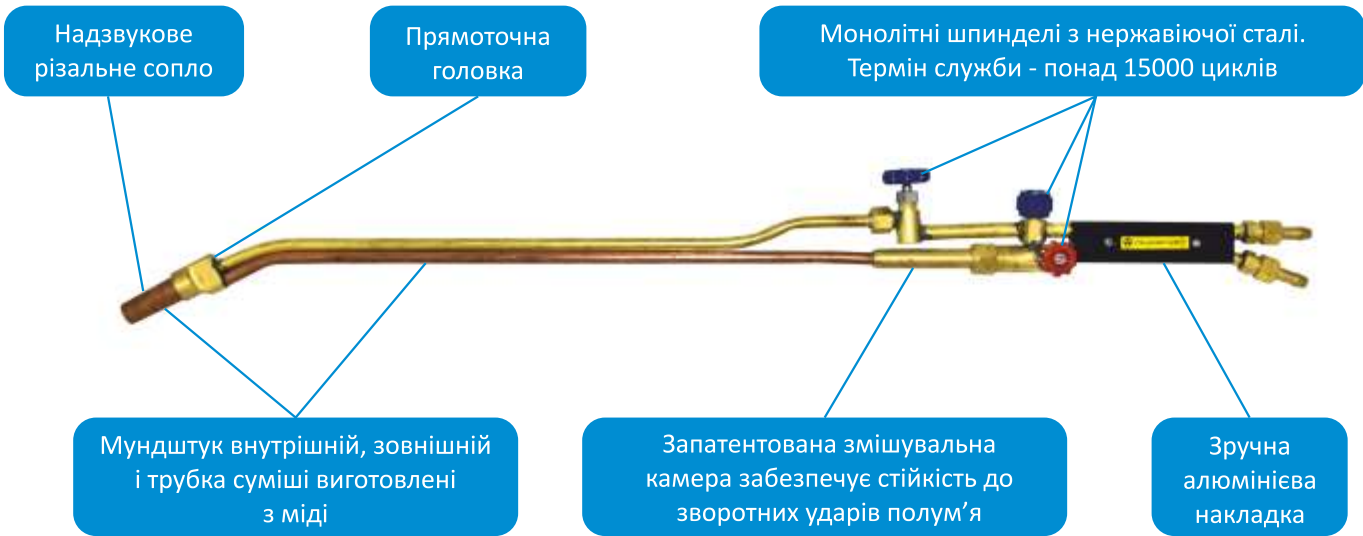 Надзвукове
різальне сопло
Прямоточна
головка
Монолітні шпинделі з нержавіючої сталі.
Термін служби - понад 15000 циклів
Мундштук внутрішній, зовнішній
і трубка суміші виготовлені
з міді
Запатентована змішувальна
камера забезпечує стійкість до
зворотних ударів полум’я
Зручна
алюмінієва
накладка